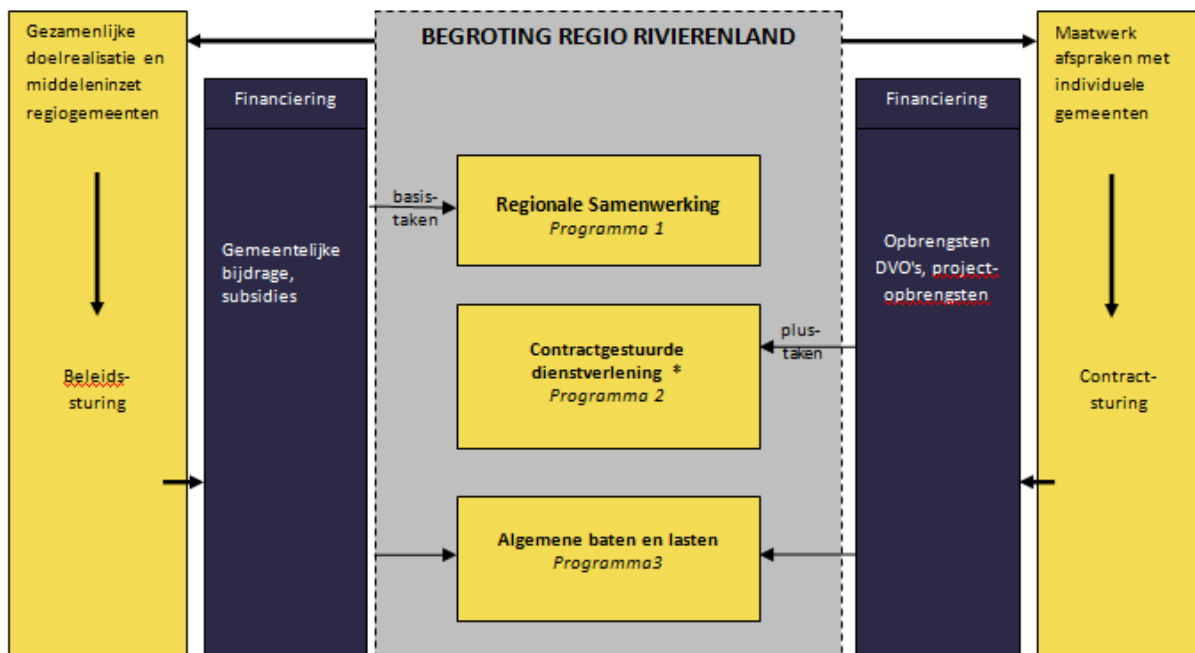 Gezamenlijke
doelrealisatie en
middeleninzet
regiogemeenten
Beleids-
sturing
Financiering
Gemeentelijke
bijdrage,
subsidies
BEGROTING REGIO RIVIERENLAND
basis-
taken
Regionale Samenwerking
Programma 1
Contractgestuurde
dienstverlening *
Programma 2
plus-
taken
Algemene baten en lasten
Programma3
Financiering
Opbrengsten
DVO's, project-
opbrengsten
Maatwerk
afspraken met
individuele
gemeenten
Contract-
sturing